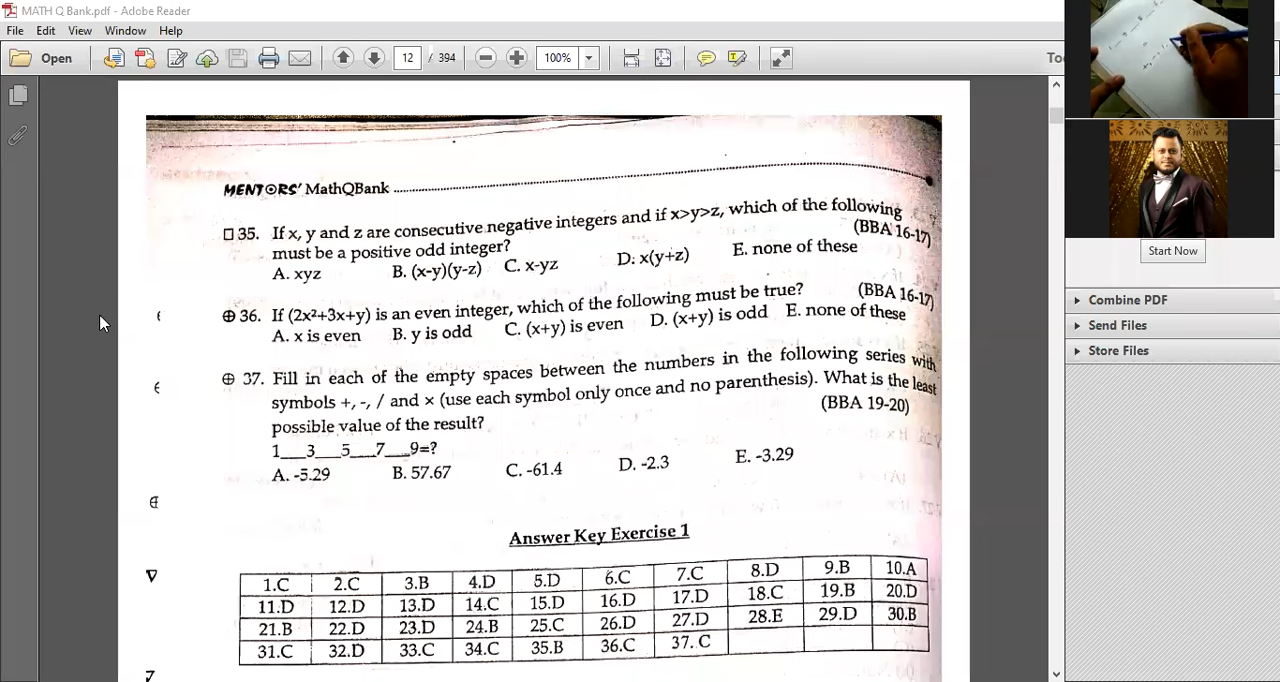 MATH Q Bank.pdf - Adobe Reader
File Edit View Window Help
Open 12 / 394 100%
MENTORS' MathQBank
35. If x, y and z are consecutive negative integers and if x>y>z, which of the following
must be a positive odd integer? (BBA 16-17)
A. xyz B. (x-y)(y-z) C. x-yz D. x(y+z) E. none of these
36. If (2x²+3x+y) is an even integer, which of the following must be true? (BBA 16-17)
A. x is even B. y is odd C. (x+y) is even D. (x+y) is odd E. none of these
37. Fill in each of the empty spaces between the numbers in the following series with
symbols +, -, / and × (use each symbol only once and no parenthesis). What is the least
possible value of the result? (BBA 19-20)
1__3__5__7__9=?
A. -5.29 B. 57.67 C. -61.4 D. -2.3 E. -3.29
Answer Key Exercise 1
1.C 2.C 3.B 4.D 5.D 6.C 7.C 8.D 9.B 10.A
11.D 12.D 13.D 14.C 15.D 16.D 17.D 18.C 19.B 20.D
21.B 22.D 23.D 24.B 25.C 26.D 27.D 28.E 29.D 30.B
31.C 32.D 33.C 34.C 35.B 36.C 37. C
Start Now
Combine PDF
Send Files
Store Files